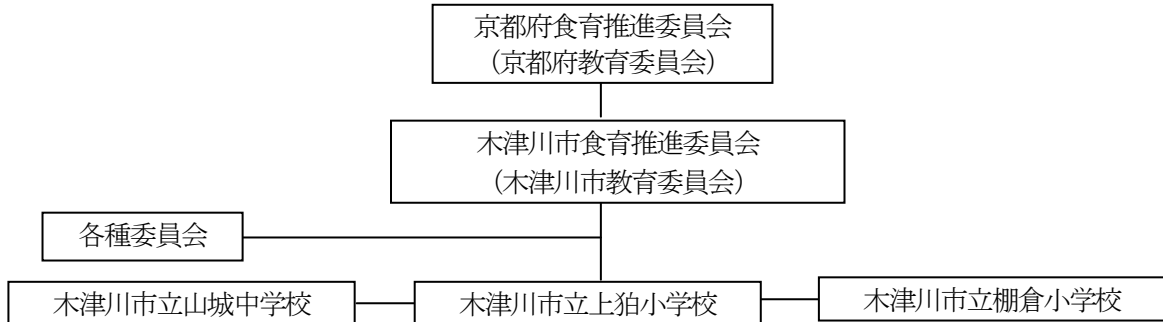 京都府食育推進委員会
（京都府教育委員会）
木津川市食育推進委員会
（木津川市教育委員会）
各種委員会
木津川市立山城中学校
木津川市立上狛小学校
木津川市立棚倉小学校